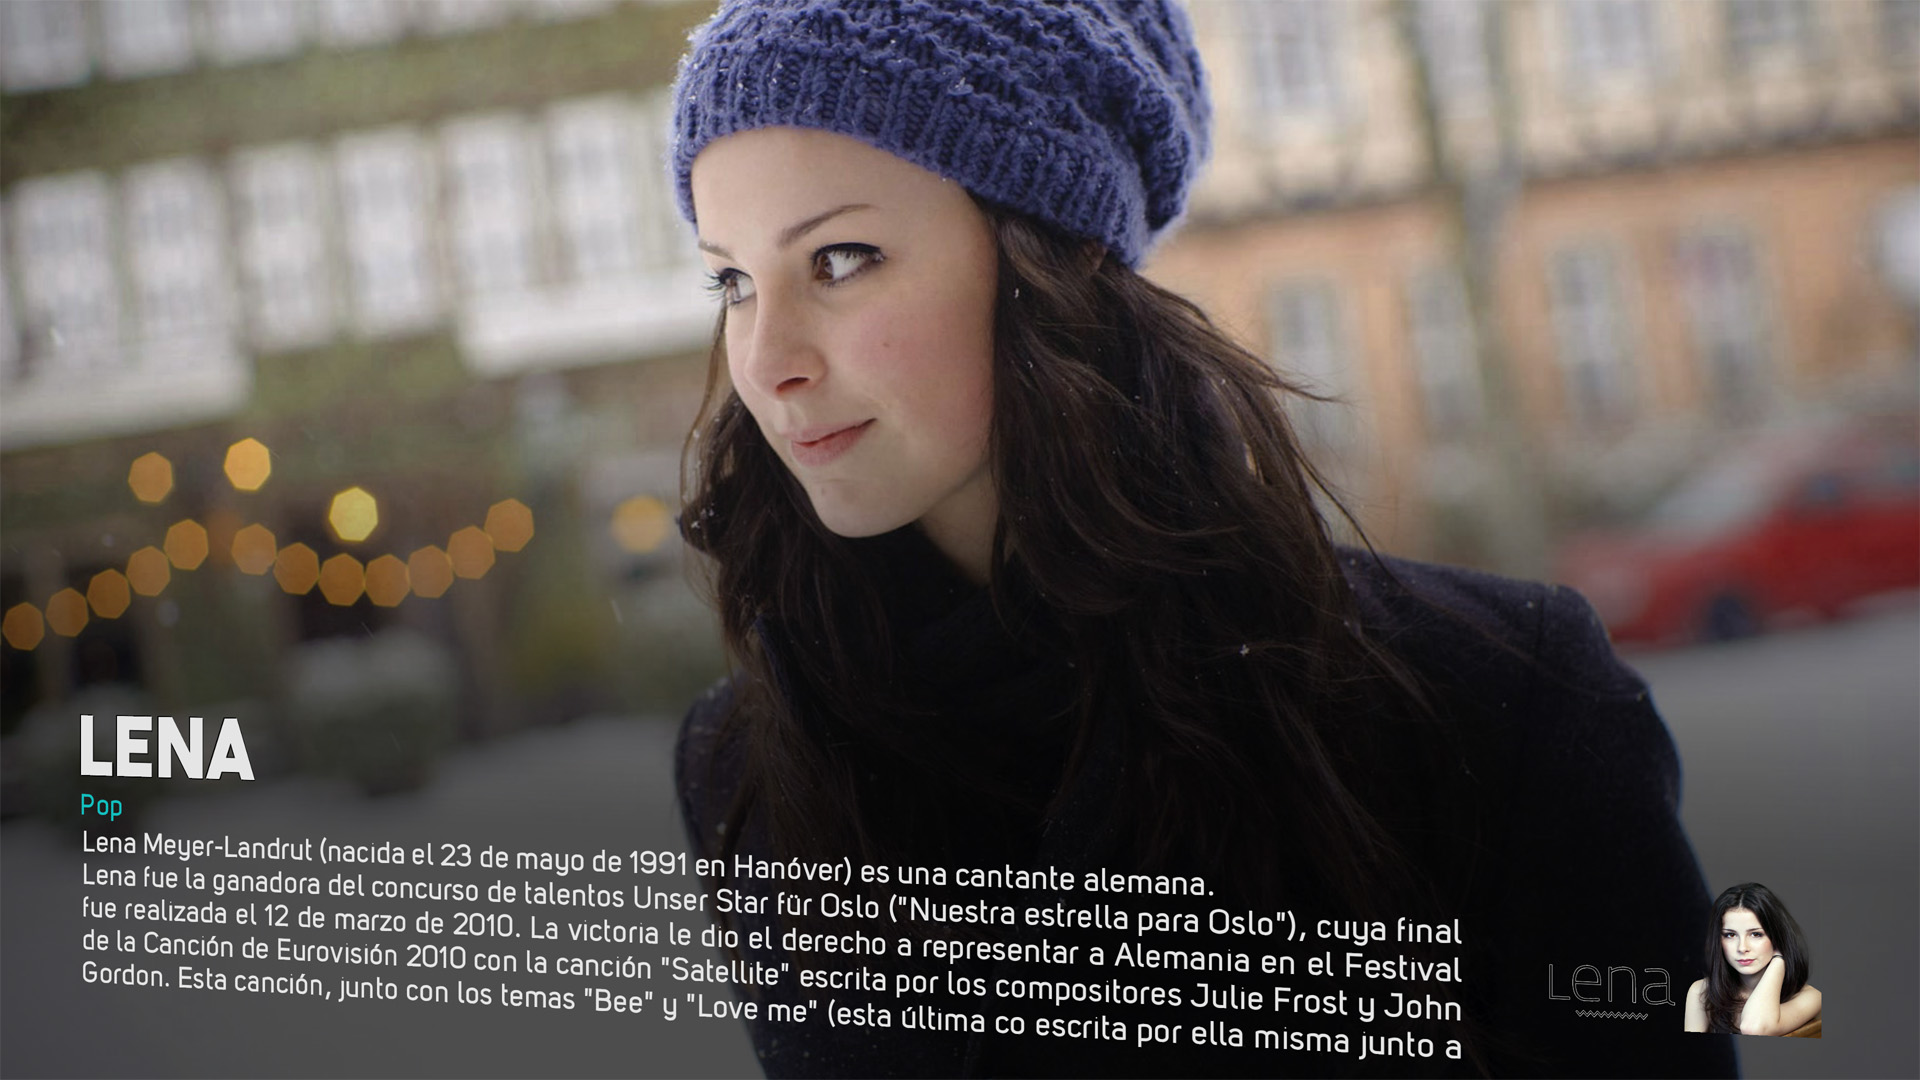 LENA
Pop
Lena Meyer-Landrut (nacida el 23 de mayo de 1991 en Hanóver) es una cantante alemana.
Lena fue la ganadora del concurso de talentos Unser Star für Oslo ("Nuestra estrella para Oslo"), cuya final
fue realizada el 12 de marzo de 2010. La victoria le dio el derecho a representar a Alemania en el Festival
de la Canción de Eurovisión 2010 con la canción "Satellite" escrita por los compositores Julie Frost y John
Gordon. Esta canción, junto con los temas "Bee" y "Love me" (esta última co escrita por ella misma junto a
Lena